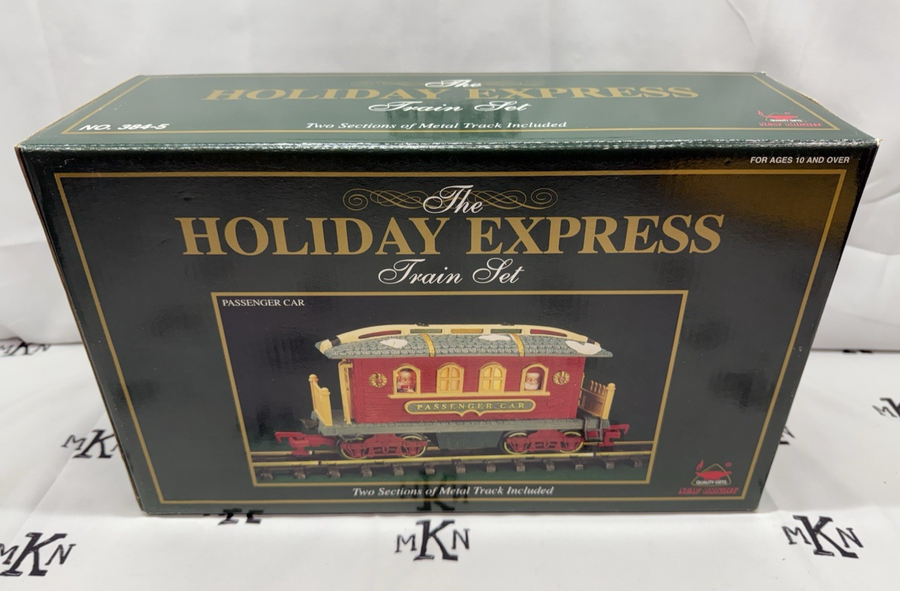 The
HOLIDAY EXPRESS
Train Set
NO. 384-5
Two Sections of Metal Track Included
FOR AGES 10 AND OVER
The
HOLIDAY EXPRESS
Train Set
PASSENGER CAR
PASSENGER CAR
Two Sections of Metal Track Included
QUALITY GIFTS
MKN
MKN
MKN
MKN